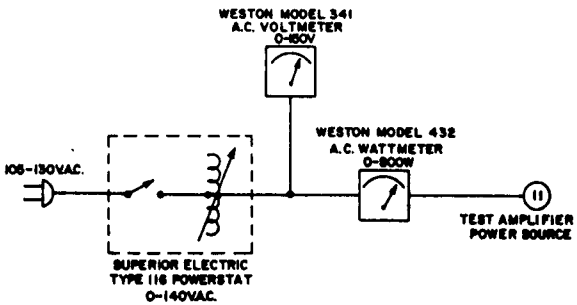 WESTON MODEL 341
A.C. VOLTMETER
0-150V
WESTON MODEL 432
A.C. WATTMETER
0-800W
105-130V.A.C.
TEST AMPLIFIER
POWER SOURCE
SUPERIOR ELECTRIC
TYPE 116 POWERSTAT
0-140V.A.C.